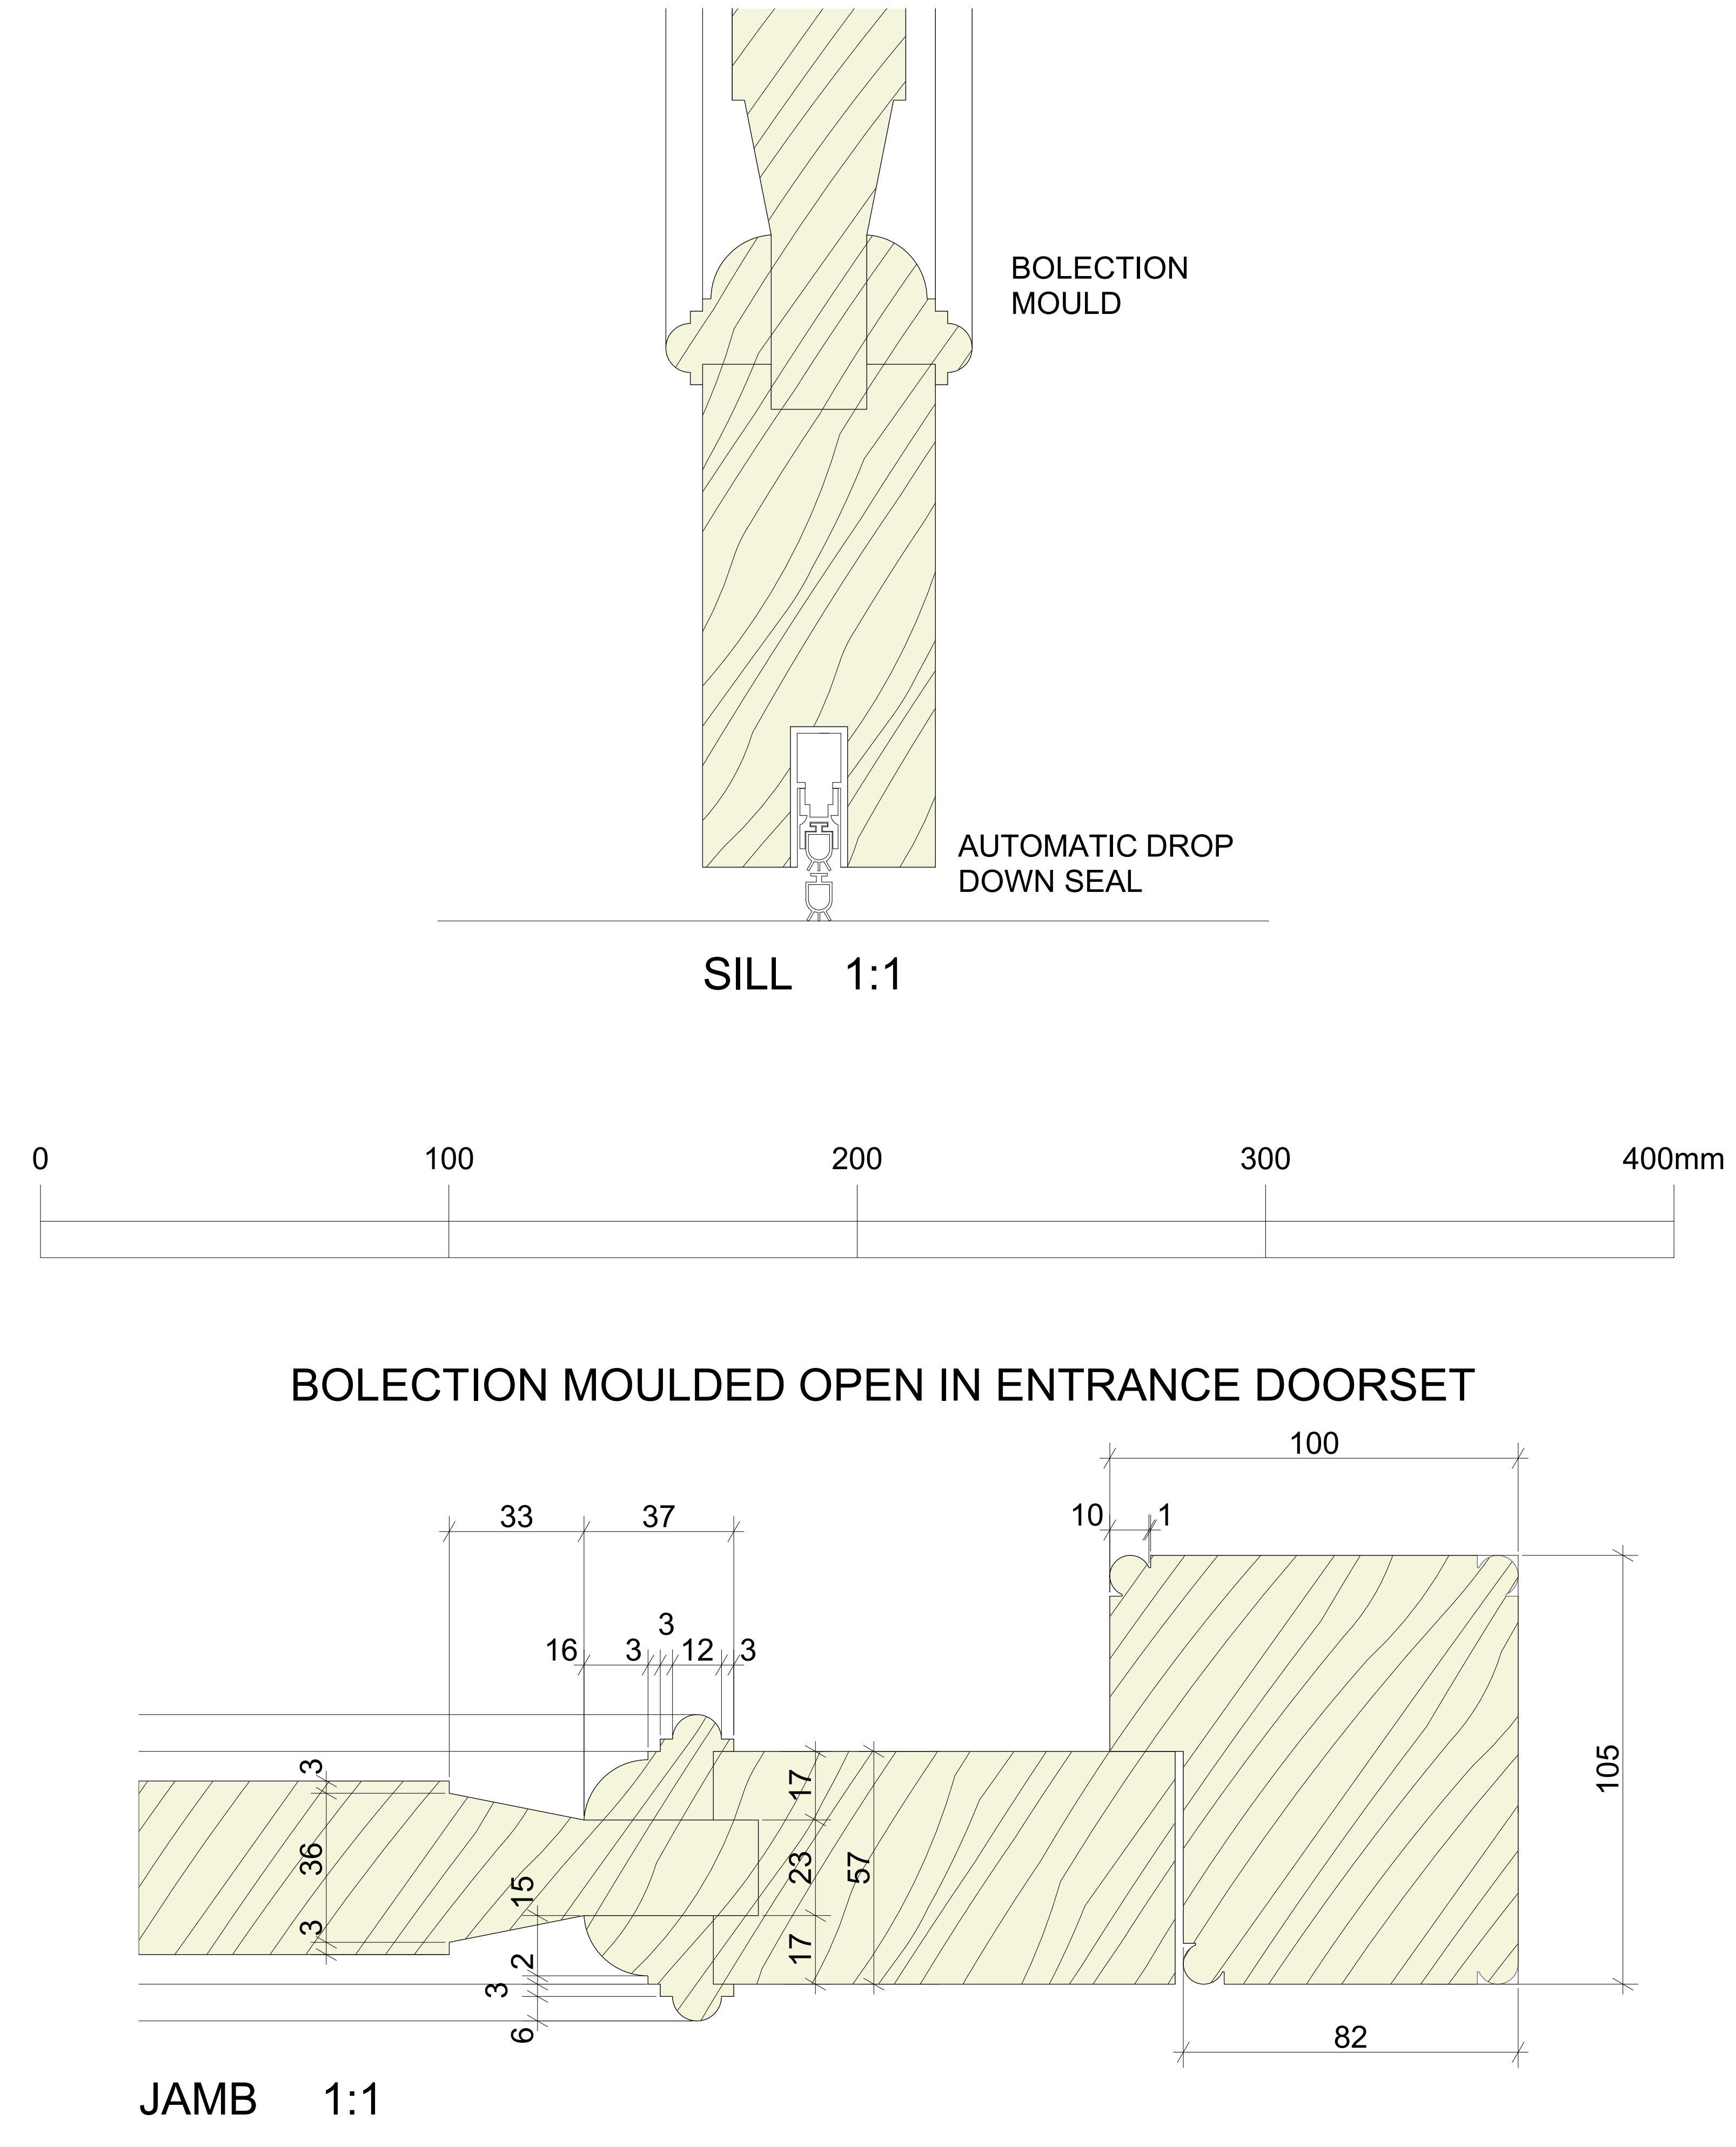 BOLECTION
MOULD
AUTOMATIC DROP
DOWN SEAL
SILL 1:1
0 100 200 300 400mm
BOLECTION MOULDED OPEN IN ENTRANCE DOORSET
100
10 1
33 37
3
16 3 12 3
3
36
3
17
23
17
57
15
2
3
6
105
82
JAMB 1:1